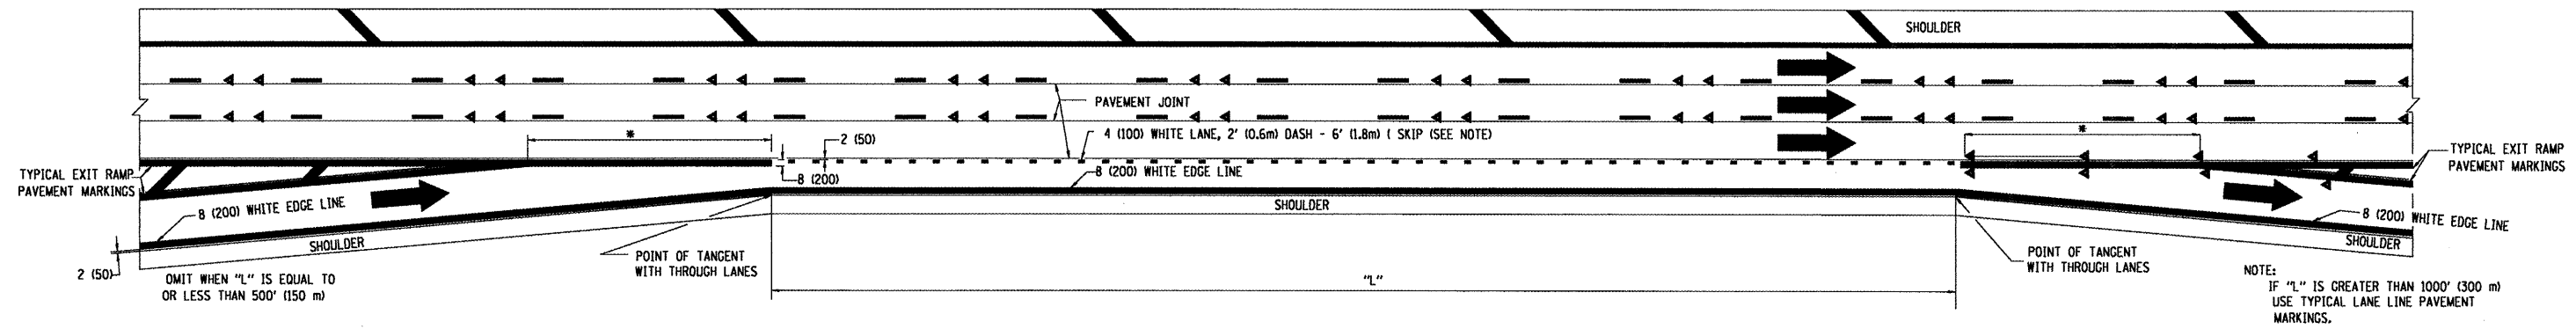 SHOULDER
PAVEMENT JOINT
*
2 (50)
4 (100) WHITE LANE, 2' (0.6m) DASH - 6' (1.8m) ( SKIP (SEE NOTE)
*
TYPICAL EXIT RAMP
PAVEMENT MARKINGS
8 (200)
8 (200) WHITE EDGE LINE
TYPICAL EXIT RAMP
PAVEMENT MARKINGS
8 (200) WHITE EDGE LINE
SHOULDER
8 (200) WHITE EDGE LINE
SHOULDER
SHOULDER
2 (50)
POINT OF TANGENT
WITH THROUGH LANES
POINT OF TANGENT
WITH THROUGH LANES
OMIT WHEN "L" IS EQUAL TO
OR LESS THAN 500' (150 m)
"L"
NOTE:
IF "L" IS GREATER THAN 1000' (300 m)
USE TYPICAL LANE LINE PAVEMENT
MARKINGS.